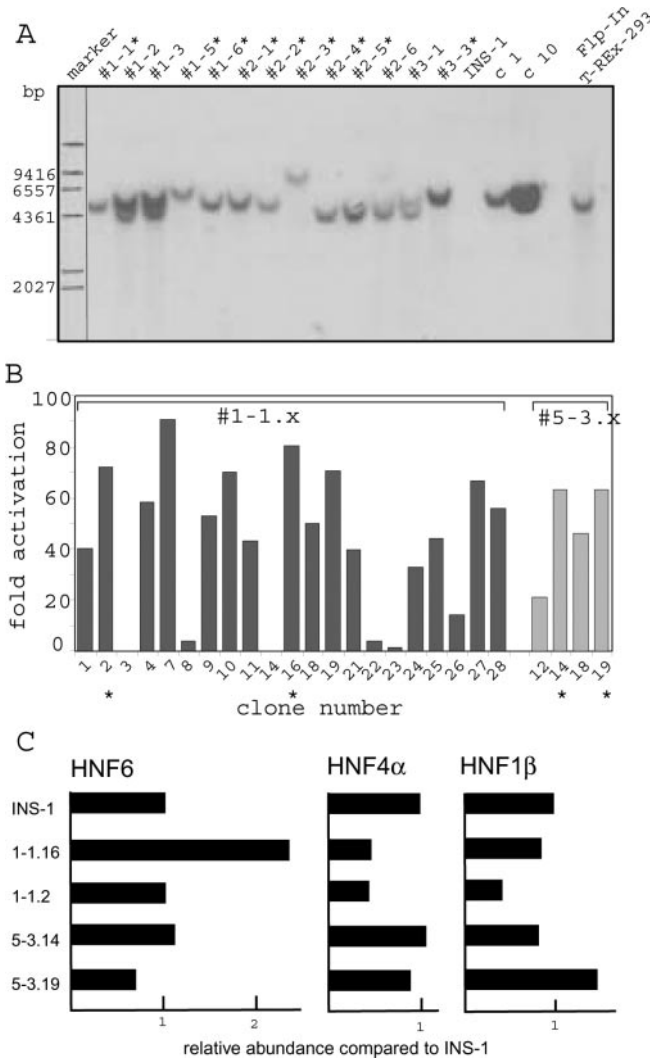 A
marker
#1-1*
#1-2
#1-3
#1-5*
#1-6*
#2-1*
#2-2*
#2-3*
#2-4*
#2-5*
#2-6
#3-1
#3-3*
INS-1
c 1
c 10
Flp-In
T-REx-293
bp
9416
6557
4361
2027
B
fold activation
100
80
60
40
20
0
#1-1.x
#5-3.x
1 2 3 4 7 8 9 10 11 14 16 18 19 21 22 23 24 25 26 27 28 12 14 18 19
* * * *
clone number
C
HNF6 HNF4α HNF1β
INS-1
1-1.16
1-1.2
5-3.14
5-3.19
1 2 1 1
relative abundance compared to INS-1